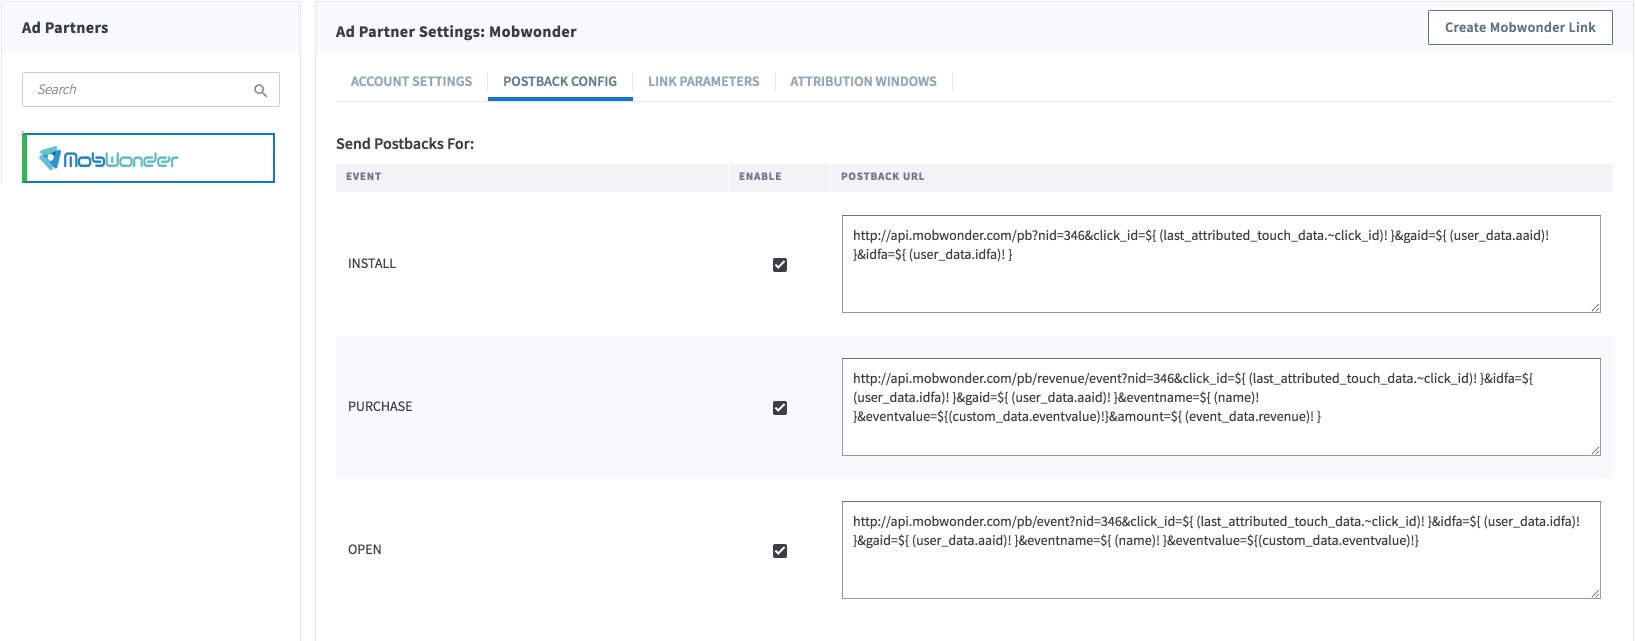 Ad Partners
Search
MobWonder
Ad Partner Settings: Mobwonder
Create Mobwonder Link
ACCOUNT SETTINGS
POSTBACK CONFIG
LINK PARAMETERS
ATTRIBUTION WINDOWS
Send Postbacks For:
EVENT
ENABLE
POSTBACK URL
INSTALL
http://api.mobwonder.com/pb?nid=346&click_id=${ (last_attributed_touch_data.~click_id)! }&gaid=${ (user_data.aaid)!
}&idfa=${ (user_data.idfa)! }
PURCHASE
http://api.mobwonder.com/pb/revenue/event?nid=346&click_id=${ (last_attributed_touch_data.~click_id)! }&idfa=${
(user_data.idfa)! }&gaid=${ (user_data.aaid)! }&eventname=${ (name)!
}&eventvalue=${(custom_data.eventvalue)!}&amount=${ (event_data.revenue)! }
OPEN
http://api.mobwonder.com/pb/event?nid=346&click_id=${ (last_attributed_touch_data.~click_id)! }&idfa=${ (user_data.idfa)!
}&gaid=${ (user_data.aaid)! }&eventname=${ (name)! }&eventvalue=${(custom_data.eventvalue)!}